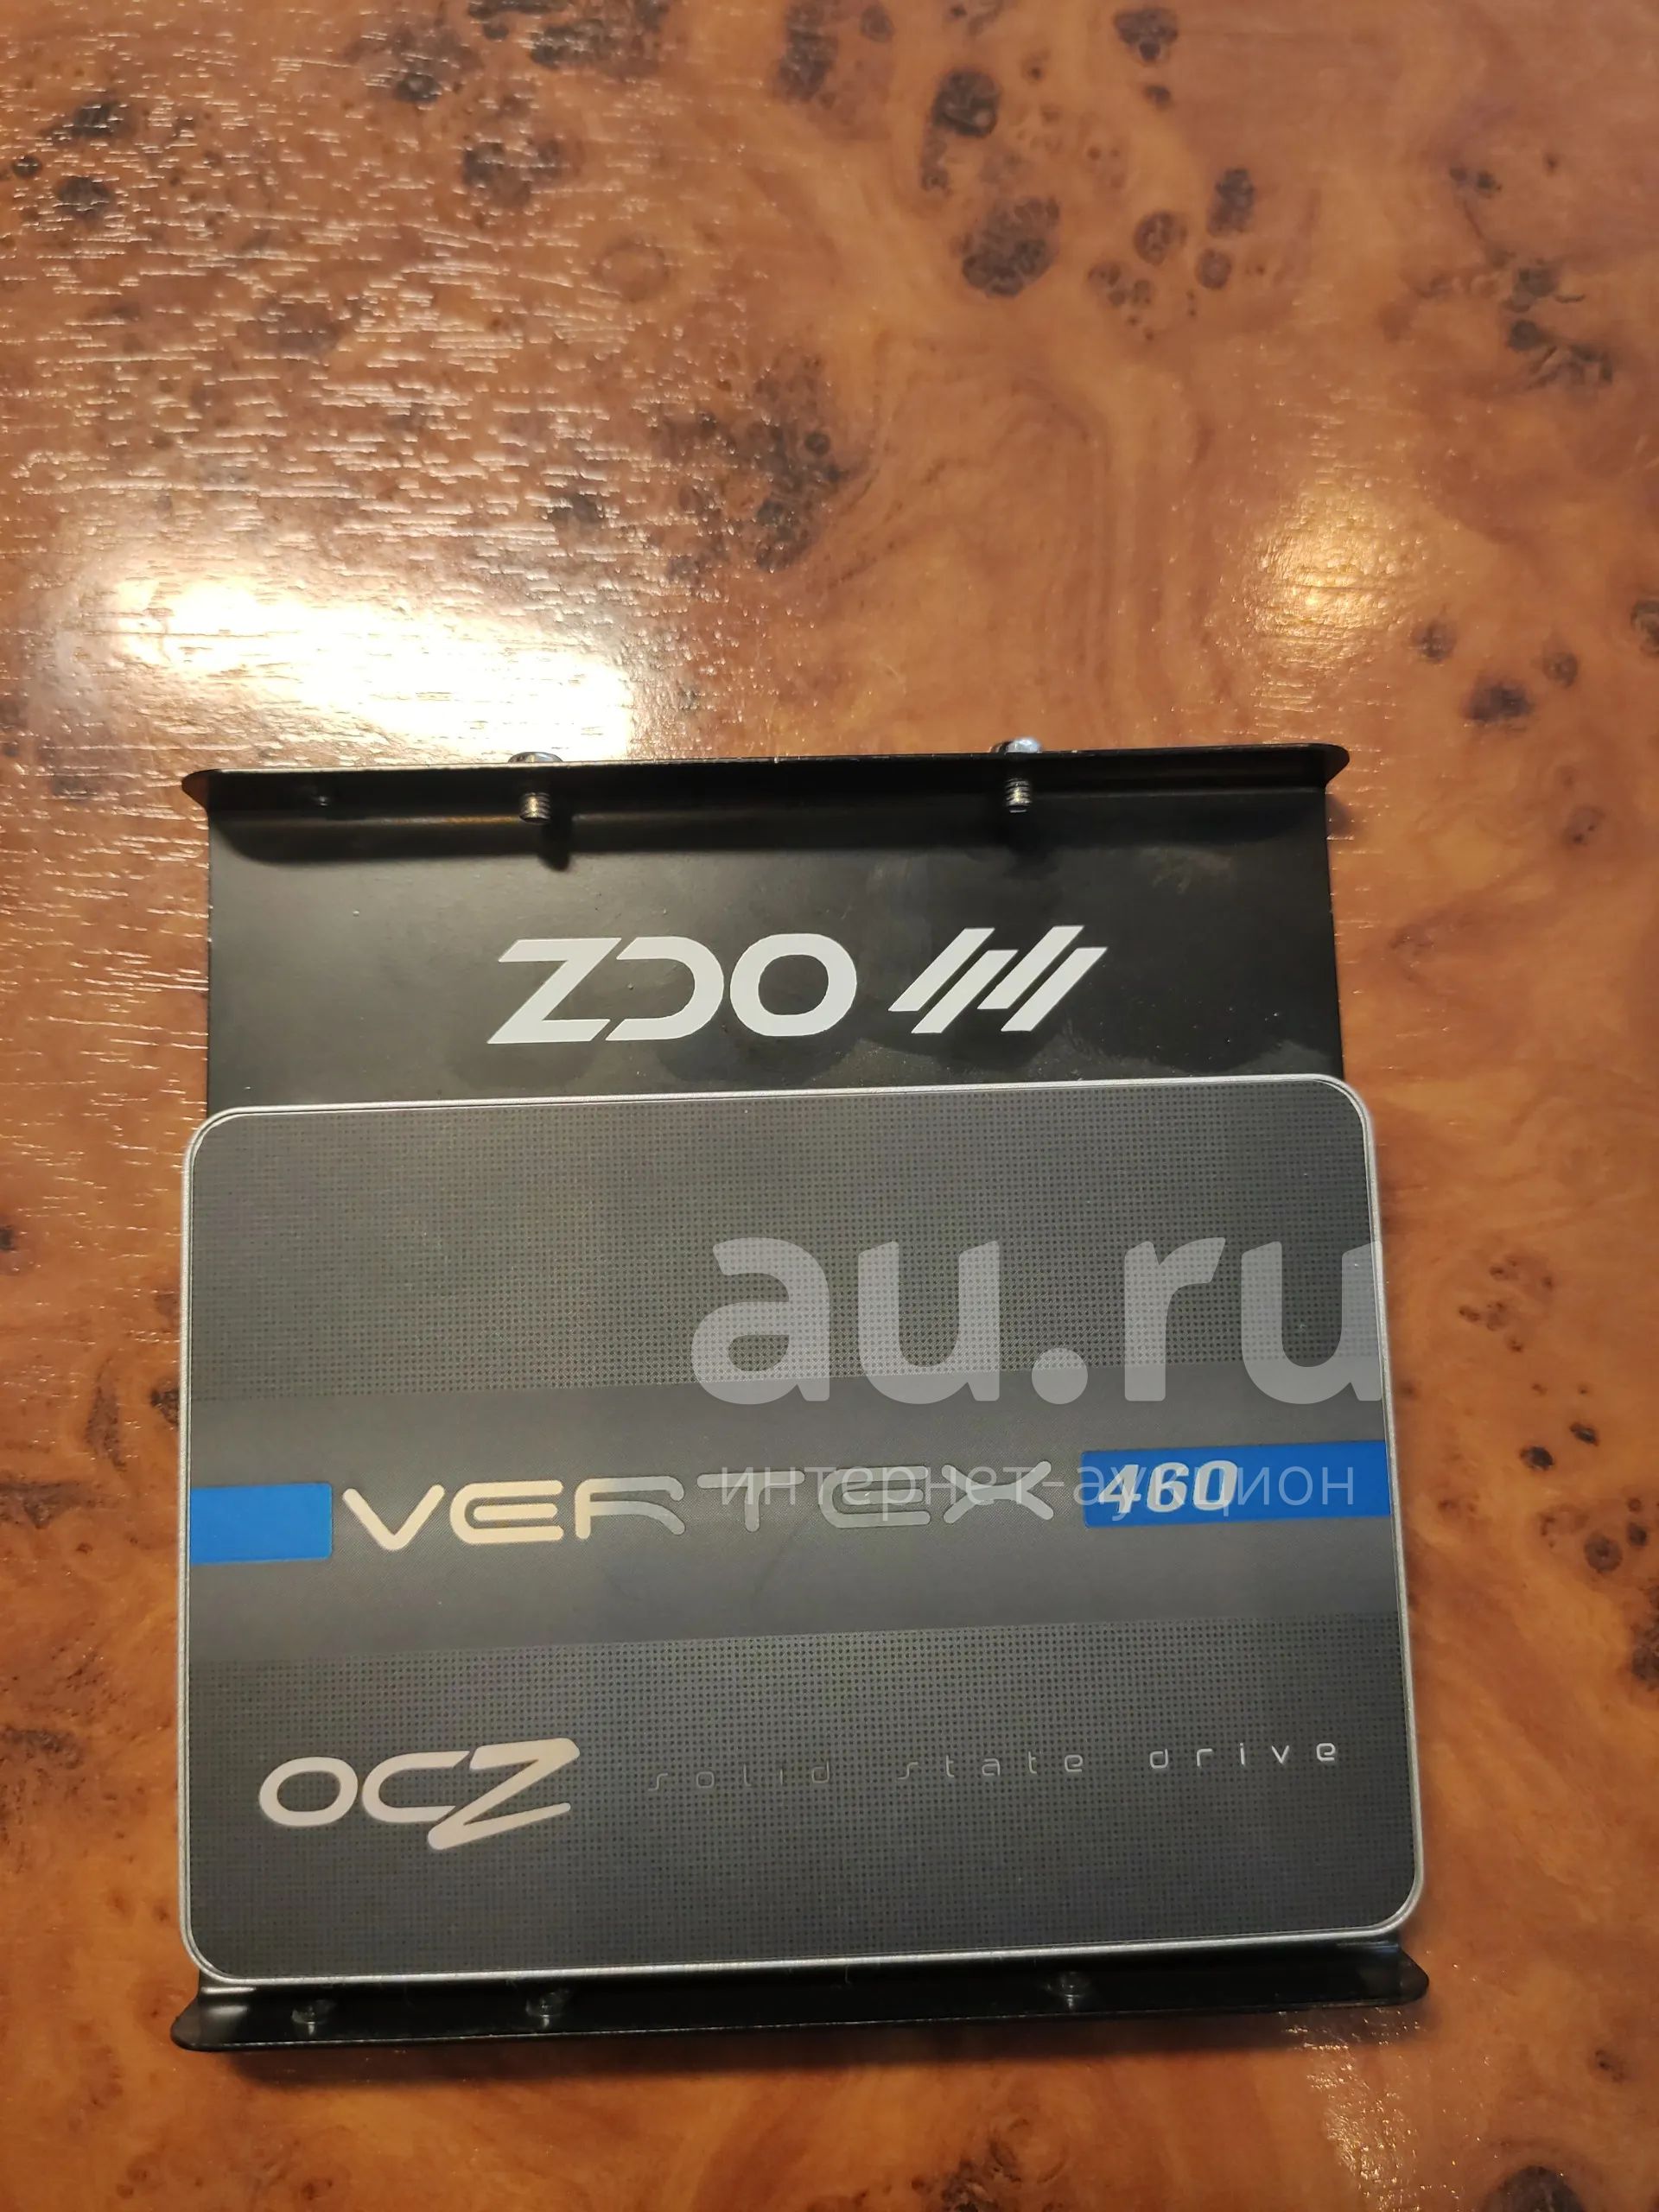 OCZ
au.ru
интернет-аукцион
VERTEX 460
OCZ solid state drive